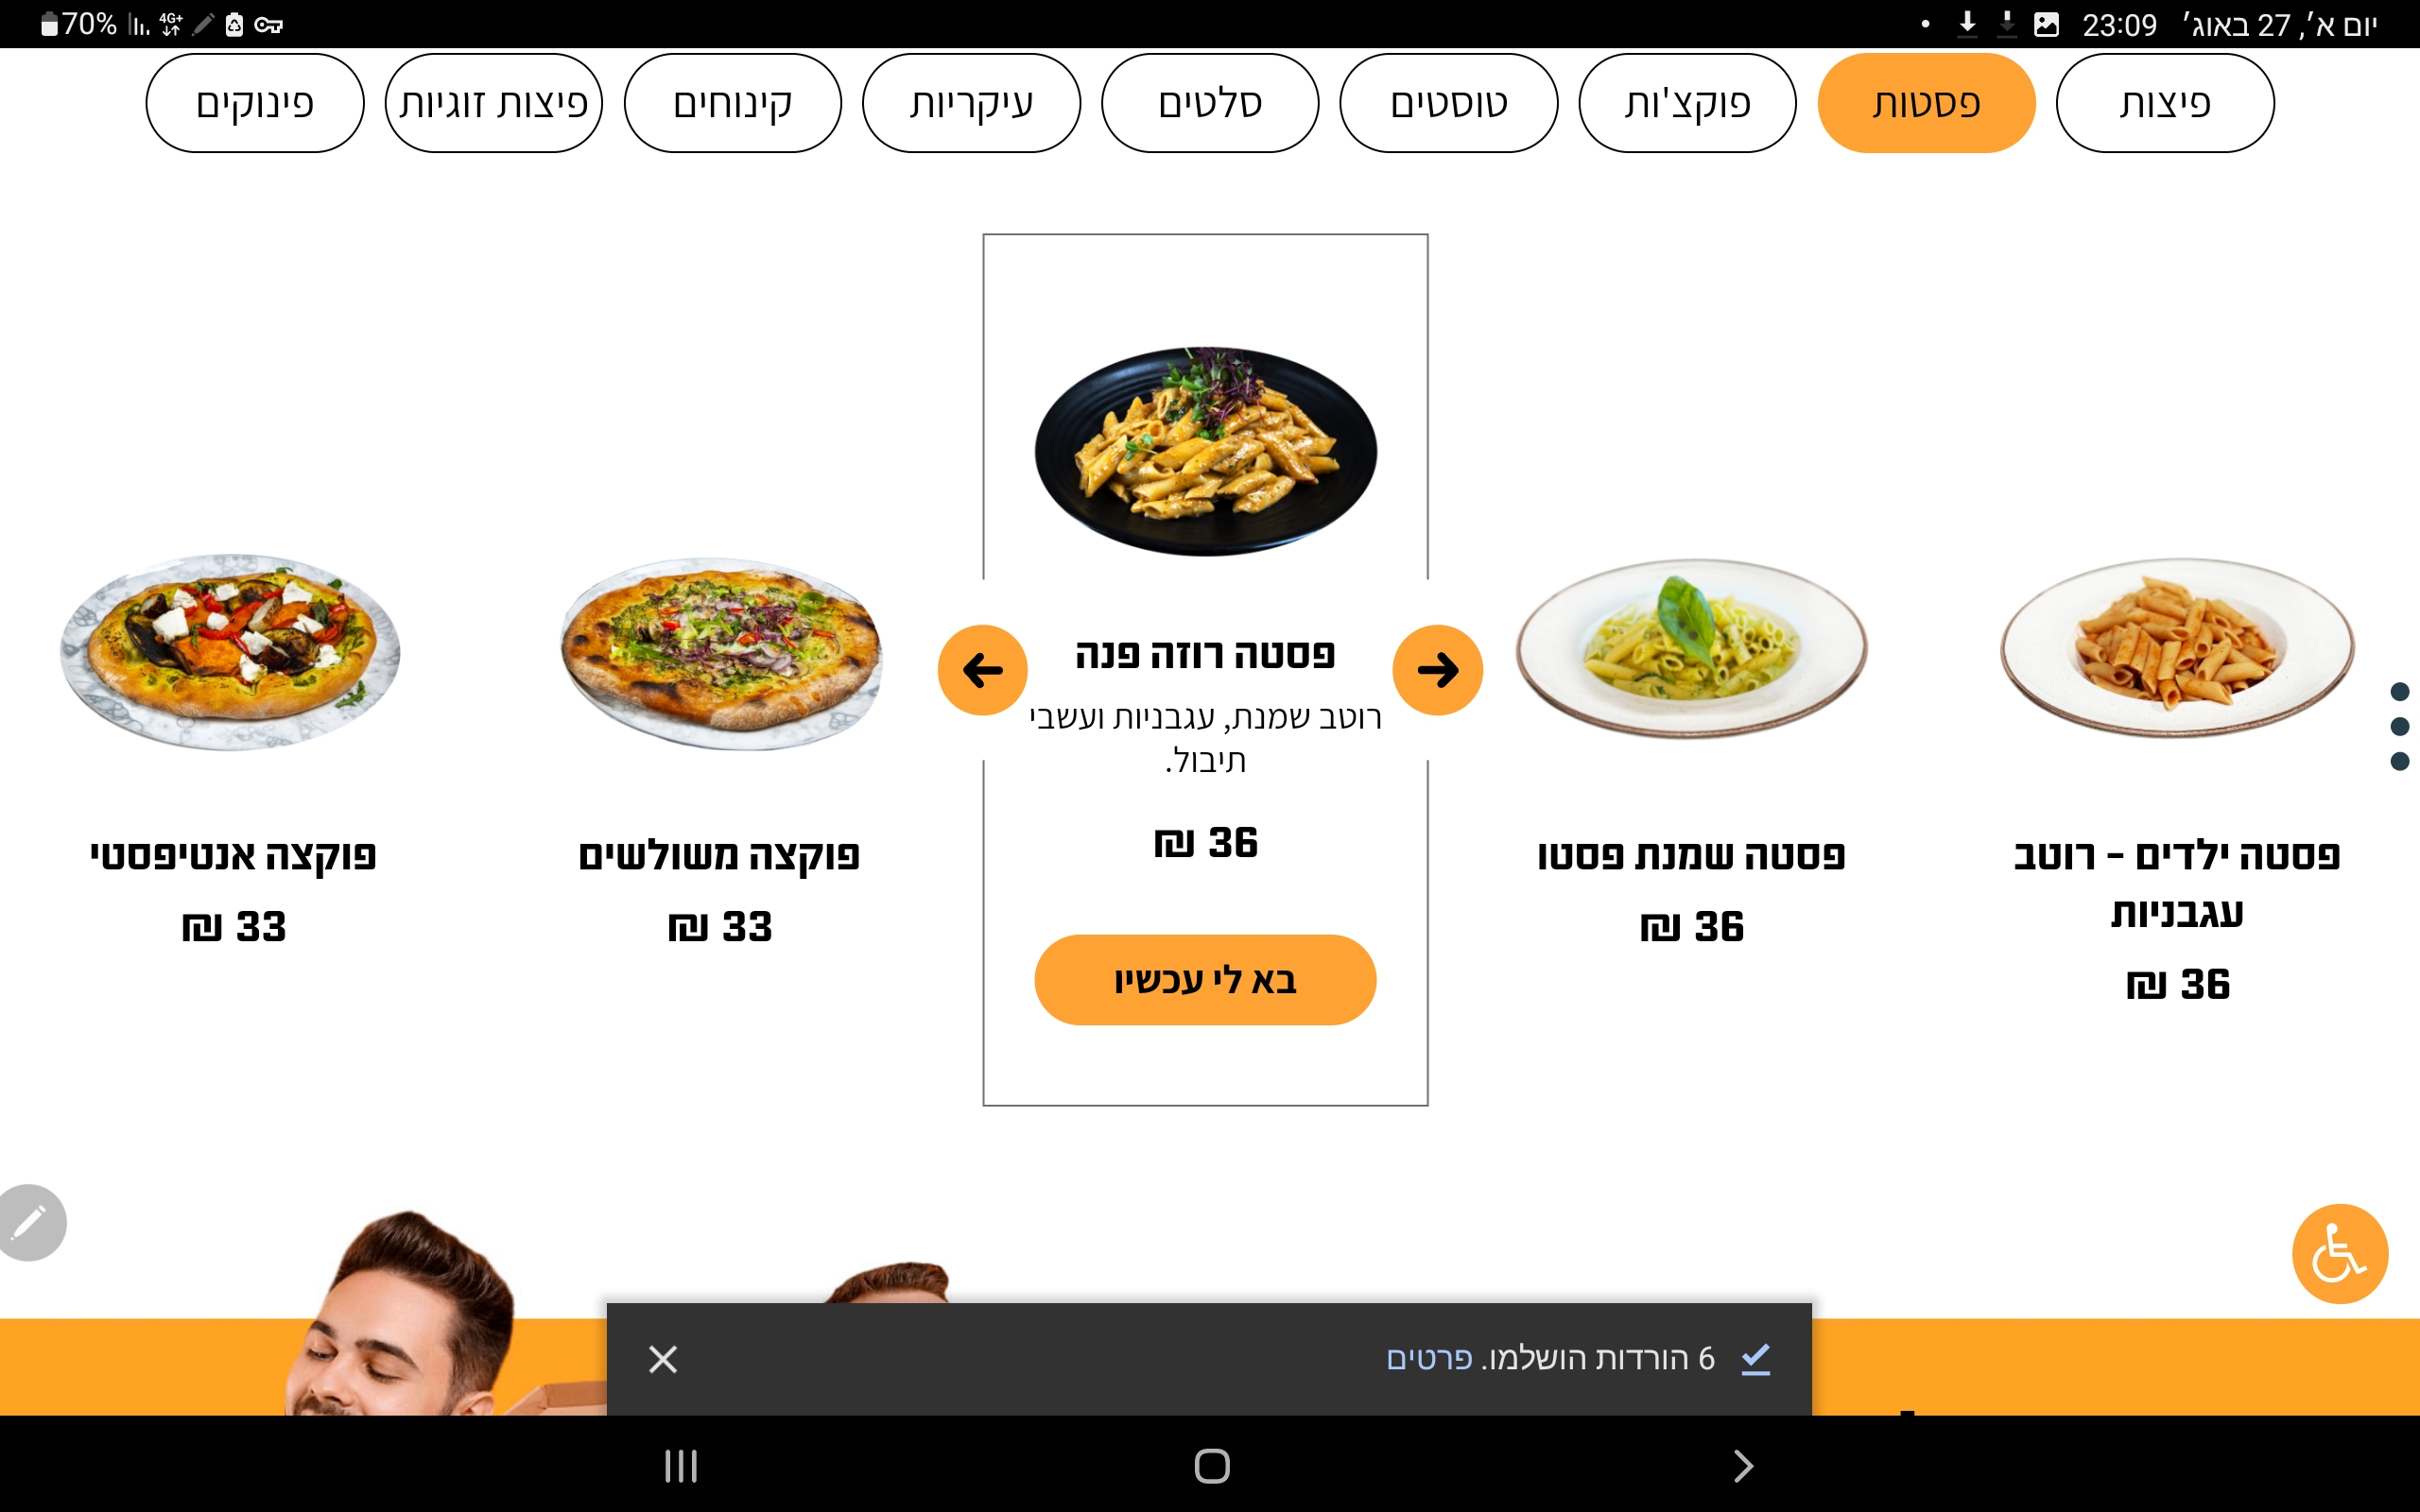 יום א׳, 27 באוג׳ 23:09
4G+ 70%
פיצות
פסטות
פוקצ'ות
טוסטים
סלטים
עיקריות
קינוחים
פיצות זוגיות
פינוקים
פסטה ילדים - רוטב
עגבניות
36 ₪
פסטה שמנת פסטו
36 ₪
פסטה רוזה פנה
רוטב שמנת, עגבניות ועשבי
תיבול.
36 ₪
בא לי עכשיו
פוקצה משולשים
33 ₪
פוקצה אנטיפסטי
33 ₪
6 הורדות הושלמו. פרטים